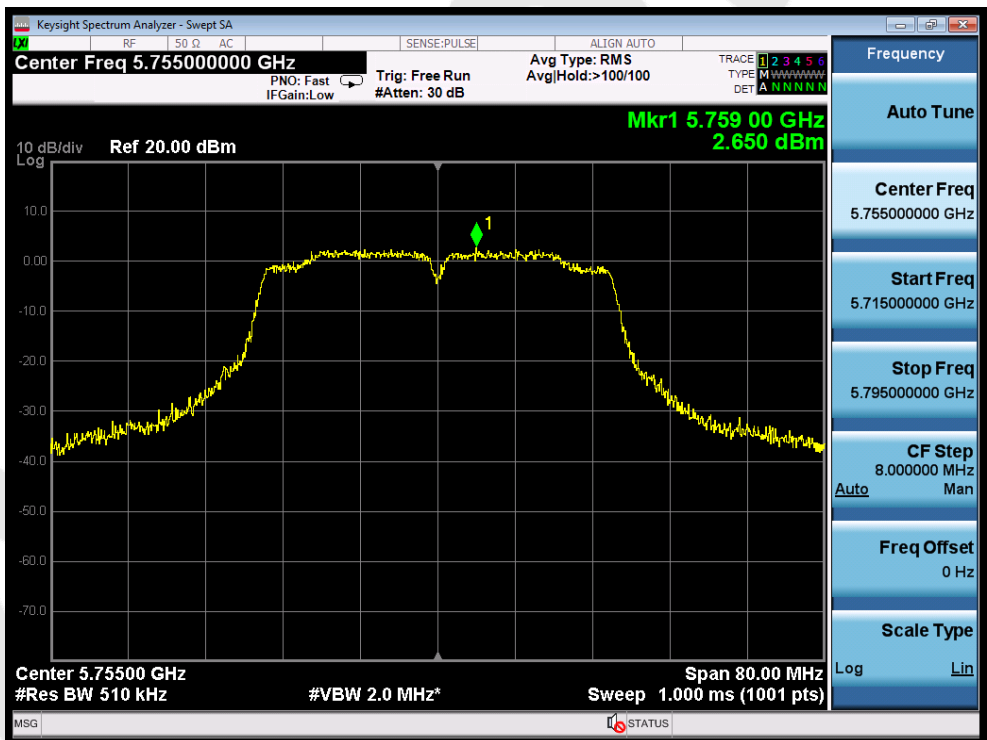 Keysight Spectrum Analyzer - Swept SA
LXI RF 50 Ω AC SENSE:PULSE ALIGN AUTO
Center Freq 5.755000000 GHz
PNO: Fast
IFGain:Low
Trig: Free Run
#Atten: 30 dB
Avg Type: RMS
Avg|Hold:>100/100
TRACE 1 2 3 4 5 6
TYPE M WWWWW
DET A N N N N N
Mkr1 5.759 00 GHz
2.650 dBm
10 dB/div Ref 20.00 dBm
Log
10.0
0.00
-10.0
-20.0
-30.0
-40.0
-50.0
-60.0
-70.0
1
Center 5.75500 GHz Span 80.00 MHz
#Res BW 510 kHz #VBW 2.0 MHz* Sweep 1.000 ms (1001 pts)
MSG STATUS
Frequency
Auto Tune
Center Freq
5.755000000 GHz
Start Freq
5.715000000 GHz
Stop Freq
5.795000000 GHz
CF Step
8.000000 MHz
Auto Man
Freq Offset
0 Hz
Scale Type
Log Lin